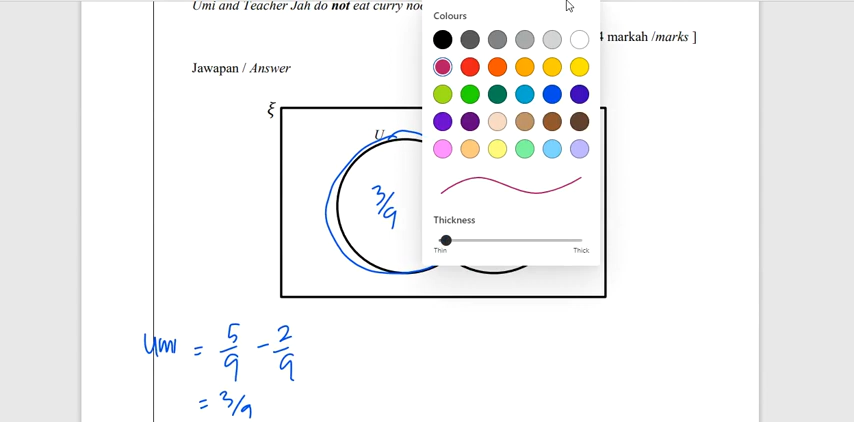 Umi and Teacher Jah do not eat curry noo
4 markah /marks ]
Colours
Jawapan / Answer
ξ
U
3/9
Thickness
Thin
Thick
Umi = 5/9 - 2/9
= 3/9